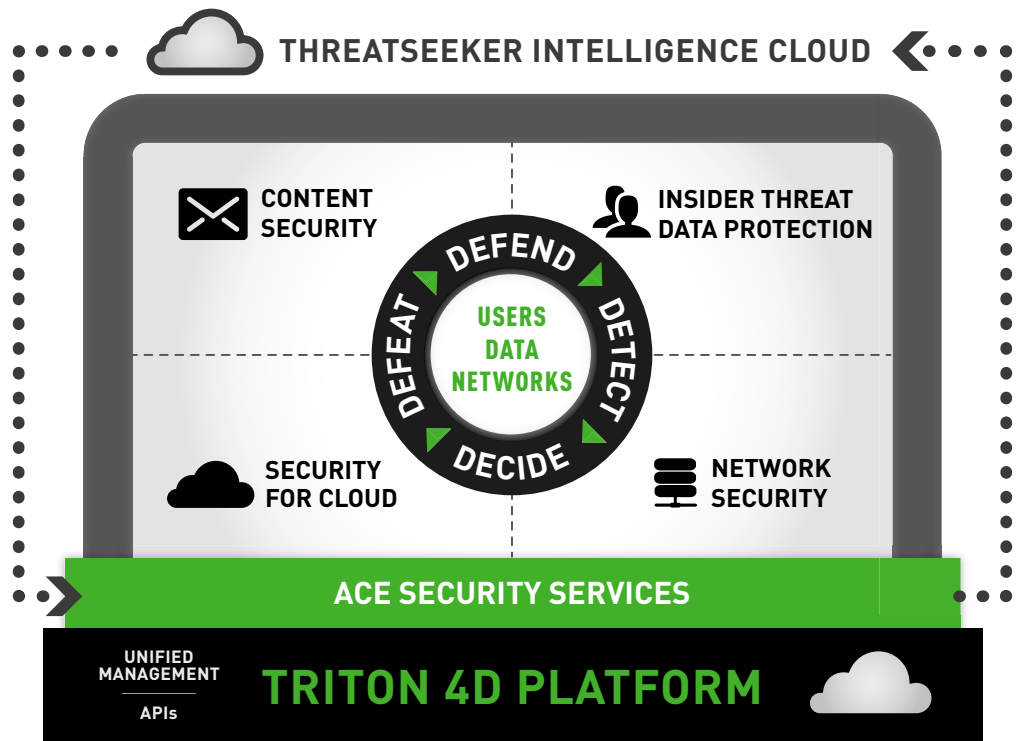 THREATSEEKER INTELLIGENCE CLOUD
CONTENT
SECURITY
INSIDER THREAT
DATA PROTECTION
DEFEND
DETECT
DECIDE
DEFEAT
USERS
DATA
NETWORKS
SECURITY
FOR CLOUD
NETWORK
SECURITY
ACE SECURITY SERVICES
UNIFIED
MANAGEMENT
APIs
TRITON 4D PLATFORM